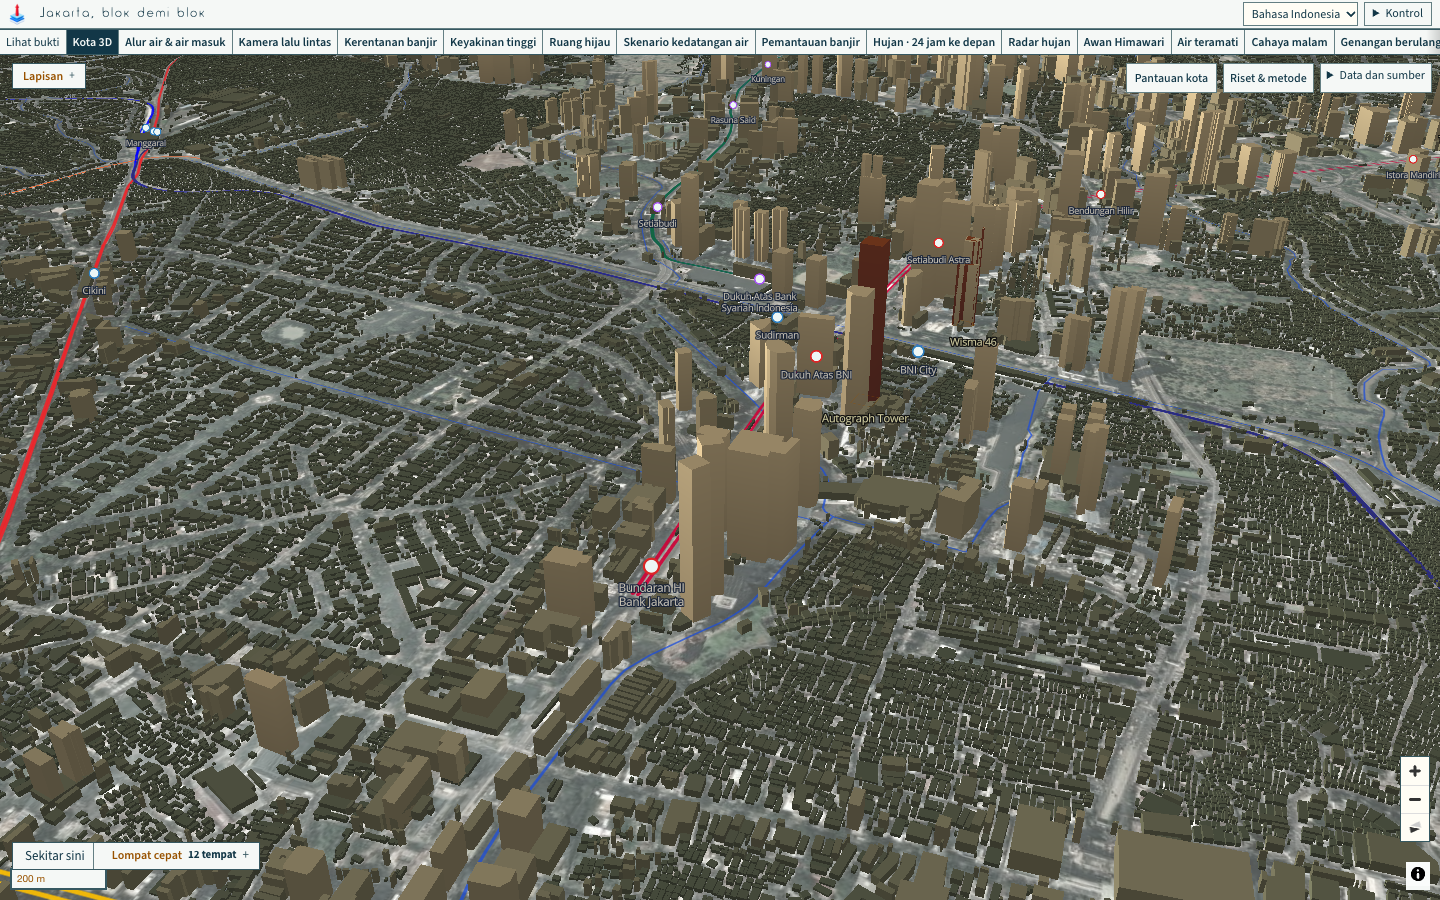 Jakarta, blok demi blok
Bahasa Indonesia
Kontrol
Lihat bukti
Kota 3D
Alur air & air masuk
Kamera lalu lintas
Kerentanan banjir
Keyakinan tinggi
Ruang hijau
Skenario kedatangan air
Pemantauan banjir
Hujan · 24 jam ke depan
Radar hujan
Awan Himawari
Air teramati
Cahaya malam
Genangan berulang
Lapisan +
Pantauan kota
Riset & metode
Data dan sumber
Kuningan
Rasuna Said
Manggarai
Istora Mandiri
Bendungan Hilir
Setiabudi
Setiabudi Astra
Cikini
Dukuh Atas Bank
Syariah Indonesia
Sudirman
Wisma 46
BNI City
Dukuh Atas BNI
Autograph Tower
Bundaran HI
Bank Jakarta
Sekitar sini
Lompat cepat 12 tempat +
200 m